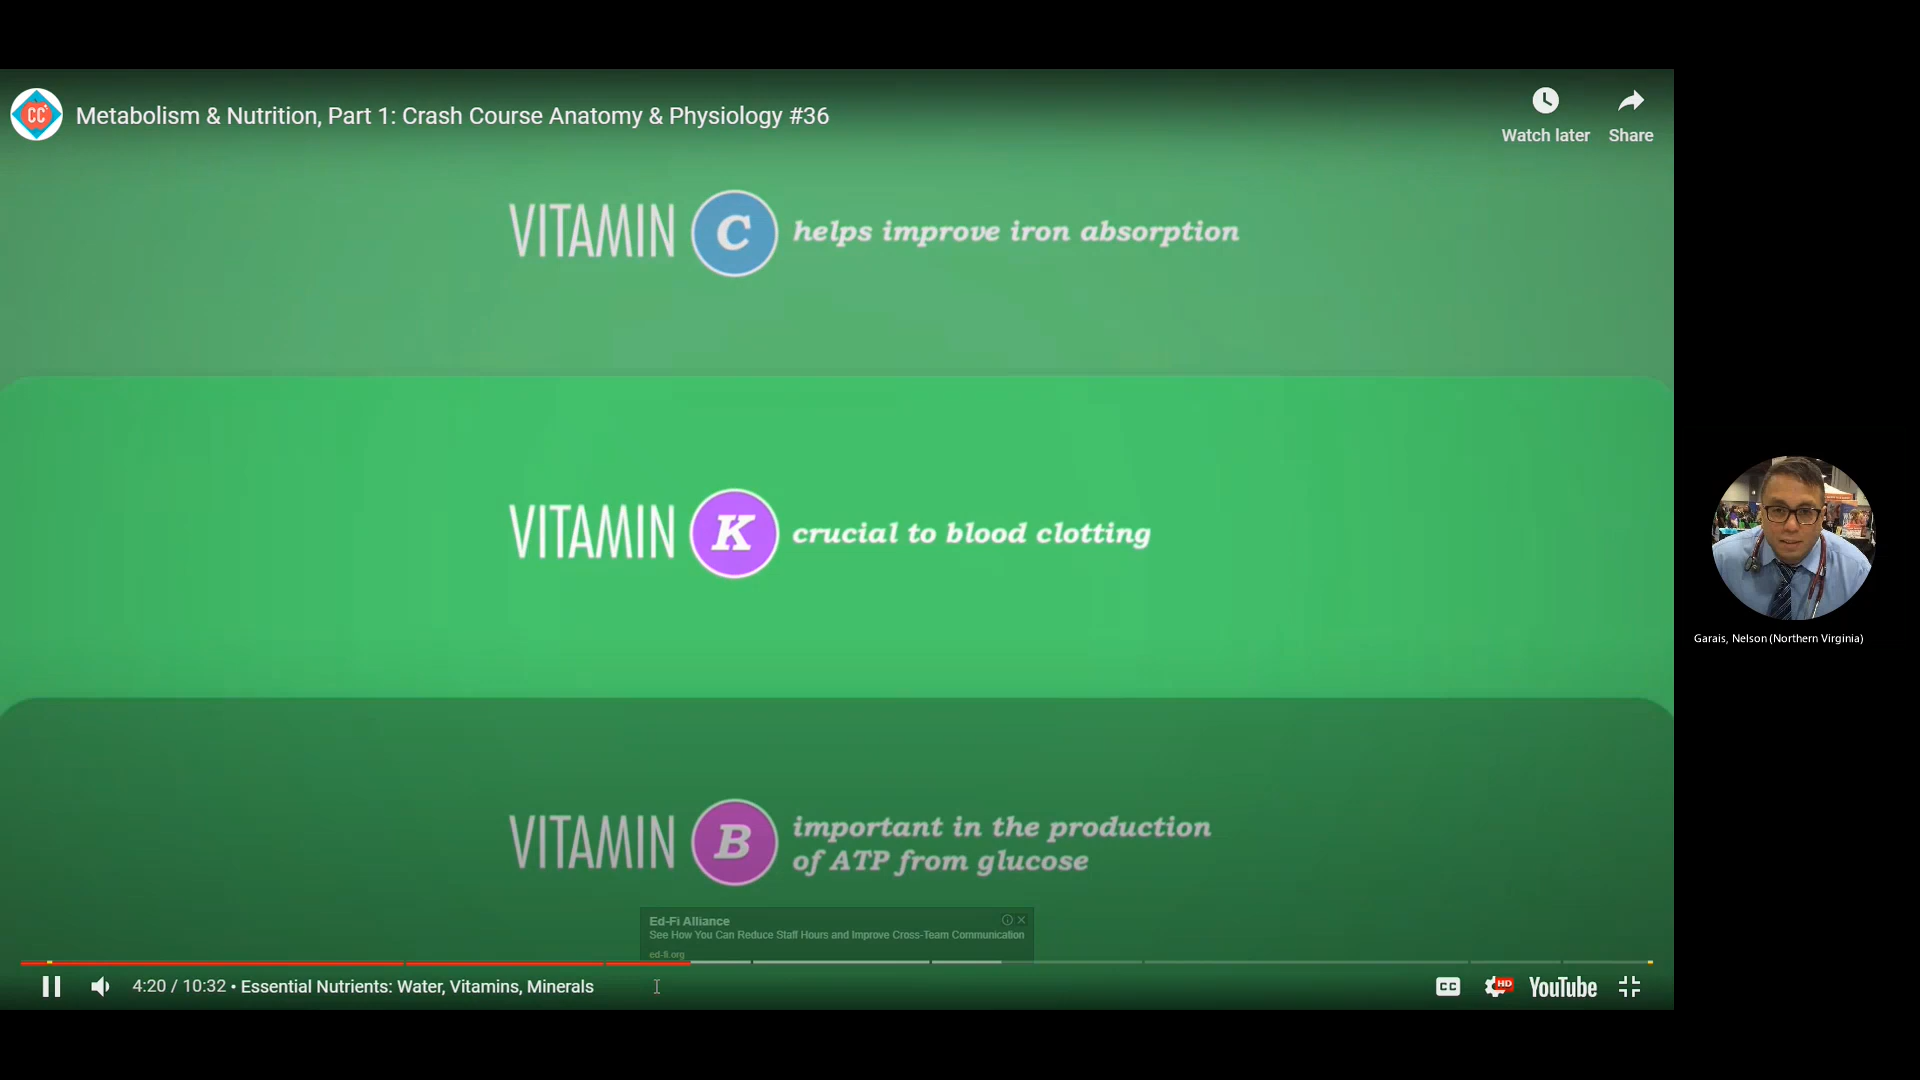 CC
Metabolism & Nutrition, Part 1: Crash Course Anatomy & Physiology #36
Watch later
Share
VITAMIN C helps improve iron absorption
VITAMIN K crucial to blood clotting
VITAMIN B important in the production
of ATP from glucose
Ed-Fi Alliance
See How You Can Reduce Staff Hours and Improve Cross-Team Communication
ed-fi.org
4:20 / 10:32 • Essential Nutrients: Water, Vitamins, Minerals
CC
HD
YouTube
Garais, Nelson (Northern Virginia)